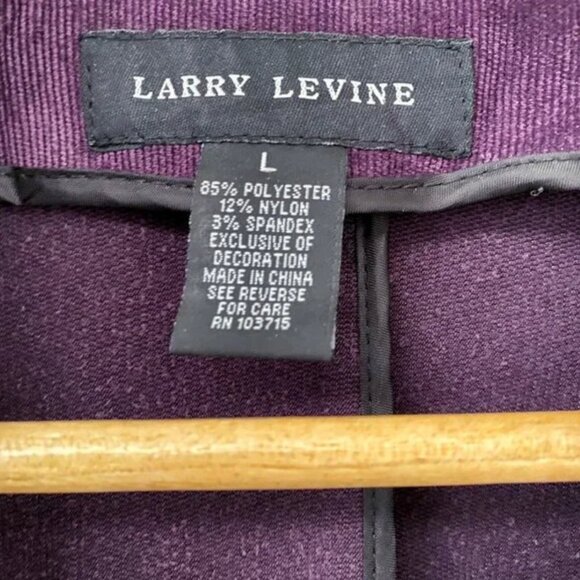 LARRY LEVINE
L
85% POLYESTER
12% NYLON
3% SPANDEX
EXCLUSIVE OF
DECORATION
MADE IN CHINA
SEE REVERSE
FOR CARE
RN 103715